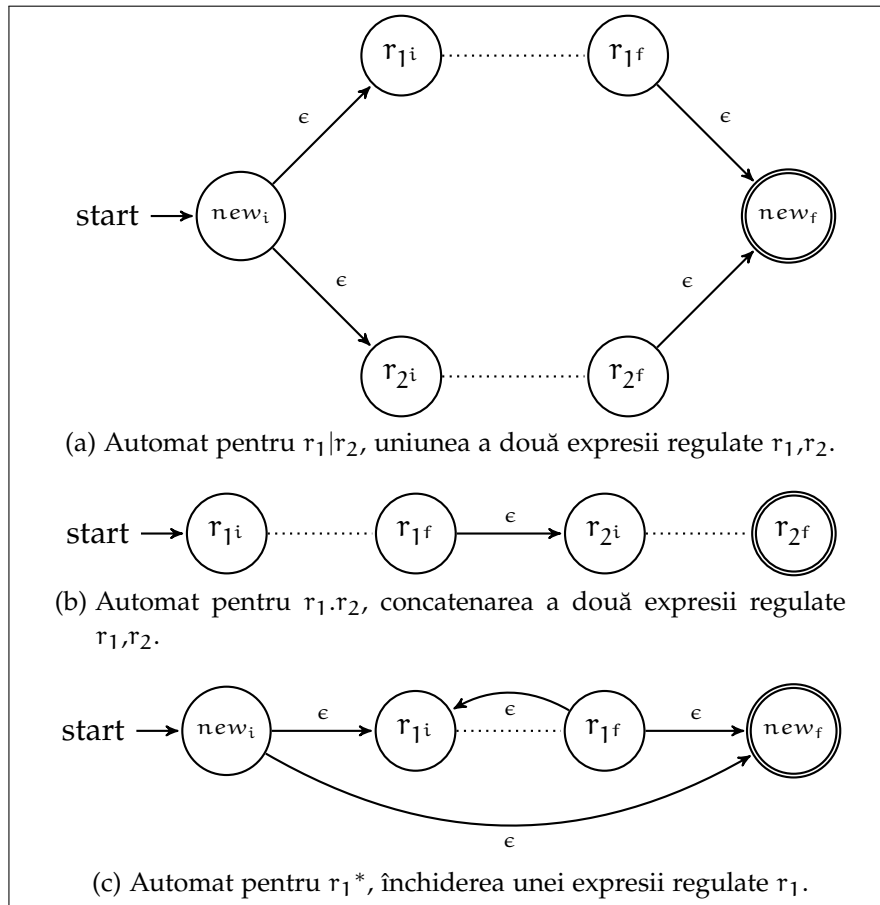 r₁ⁱ r₁ᶠ
ϵ ϵ
start newᵢ new_f
ϵ ϵ
r₂ⁱ r₂ᶠ
(a) Automat pentru r₁|r₂, uniunea a două expresii regulate r₁,r₂.
start r₁ⁱ r₁ᶠ ϵ r₂ⁱ r₂ᶠ
(b) Automat pentru r₁.r₂, concatenarea a două expresii regulate
r₁,r₂.
start newᵢ ϵ r₁ⁱ ϵ r₁ᶠ ϵ new_f
ϵ
(c) Automat pentru r₁*, închiderea unei expresii regulate r₁.